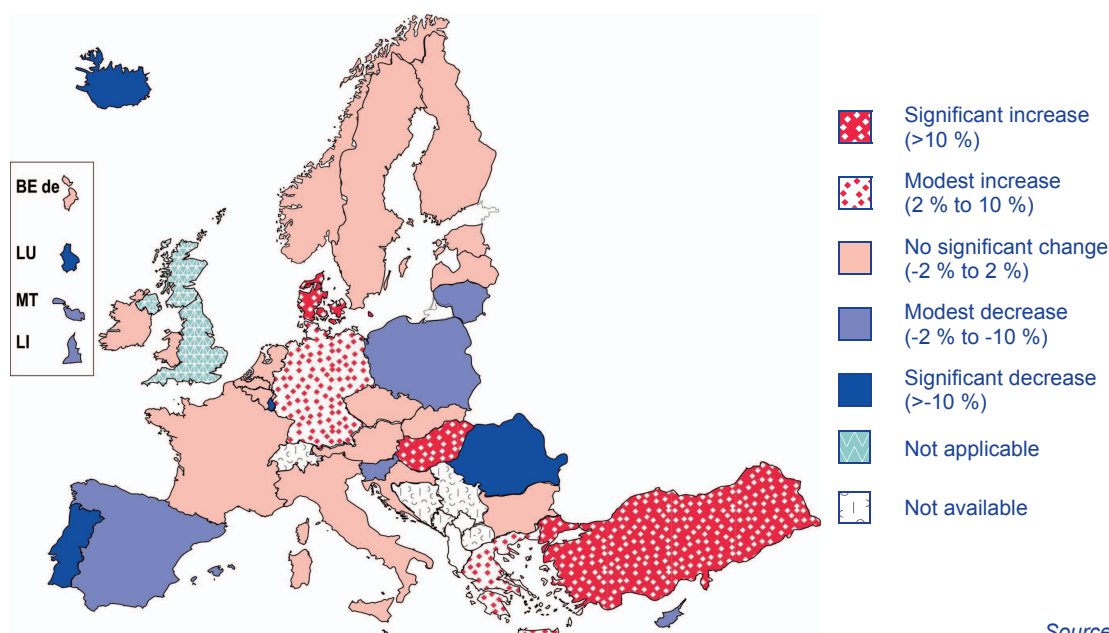 BE de
LU
MT
LI
Significant increase
(>10 %)
Modest increase
(2 % to 10 %)
No significant change
(-2 % to 2 %)
Modest decrease
(-2 % to -10 %)
Significant decrease
(>-10 %)
Not applicable
Not available
Source